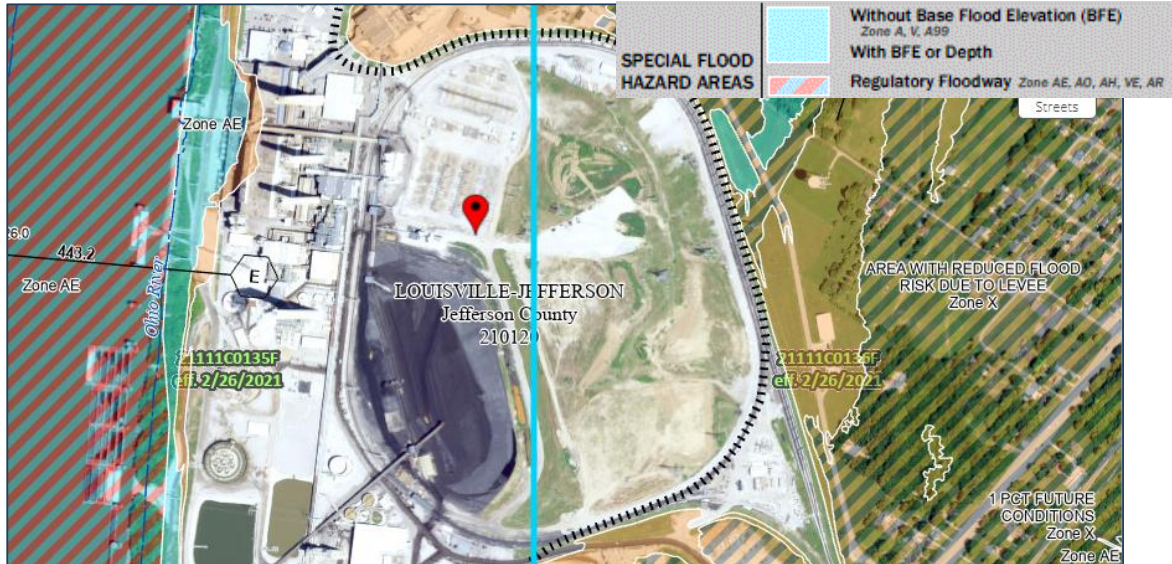 Without Base Flood Elevation (BFE)
Zone A, V, A99
With BFE or Depth
SPECIAL FLOOD
HAZARD AREAS
Regulatory Floodway Zone AE, AO, AH, VE, AR
Streets
Zone AE
443.2
E
Zone AE
Ohio River
LOUISVILLE-JEFFERSON
Jefferson County
210120
AREA WITH REDUCED FLOOD
RISK DUE TO LEVEE
Zone X
21111C0135F
eff. 2/26/2021
21111C0136F
eff. 2/26/2021
1 PCT FUTURE
CONDITIONS
Zone X
Zone AE